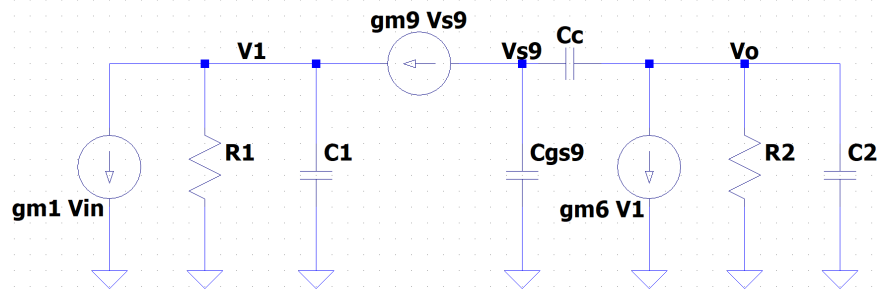 gm9 Vs9
V1
Vs9
Cc
Vo
R1
C1
Cgs9
R2
C2
gm1 Vin
gm6 V1